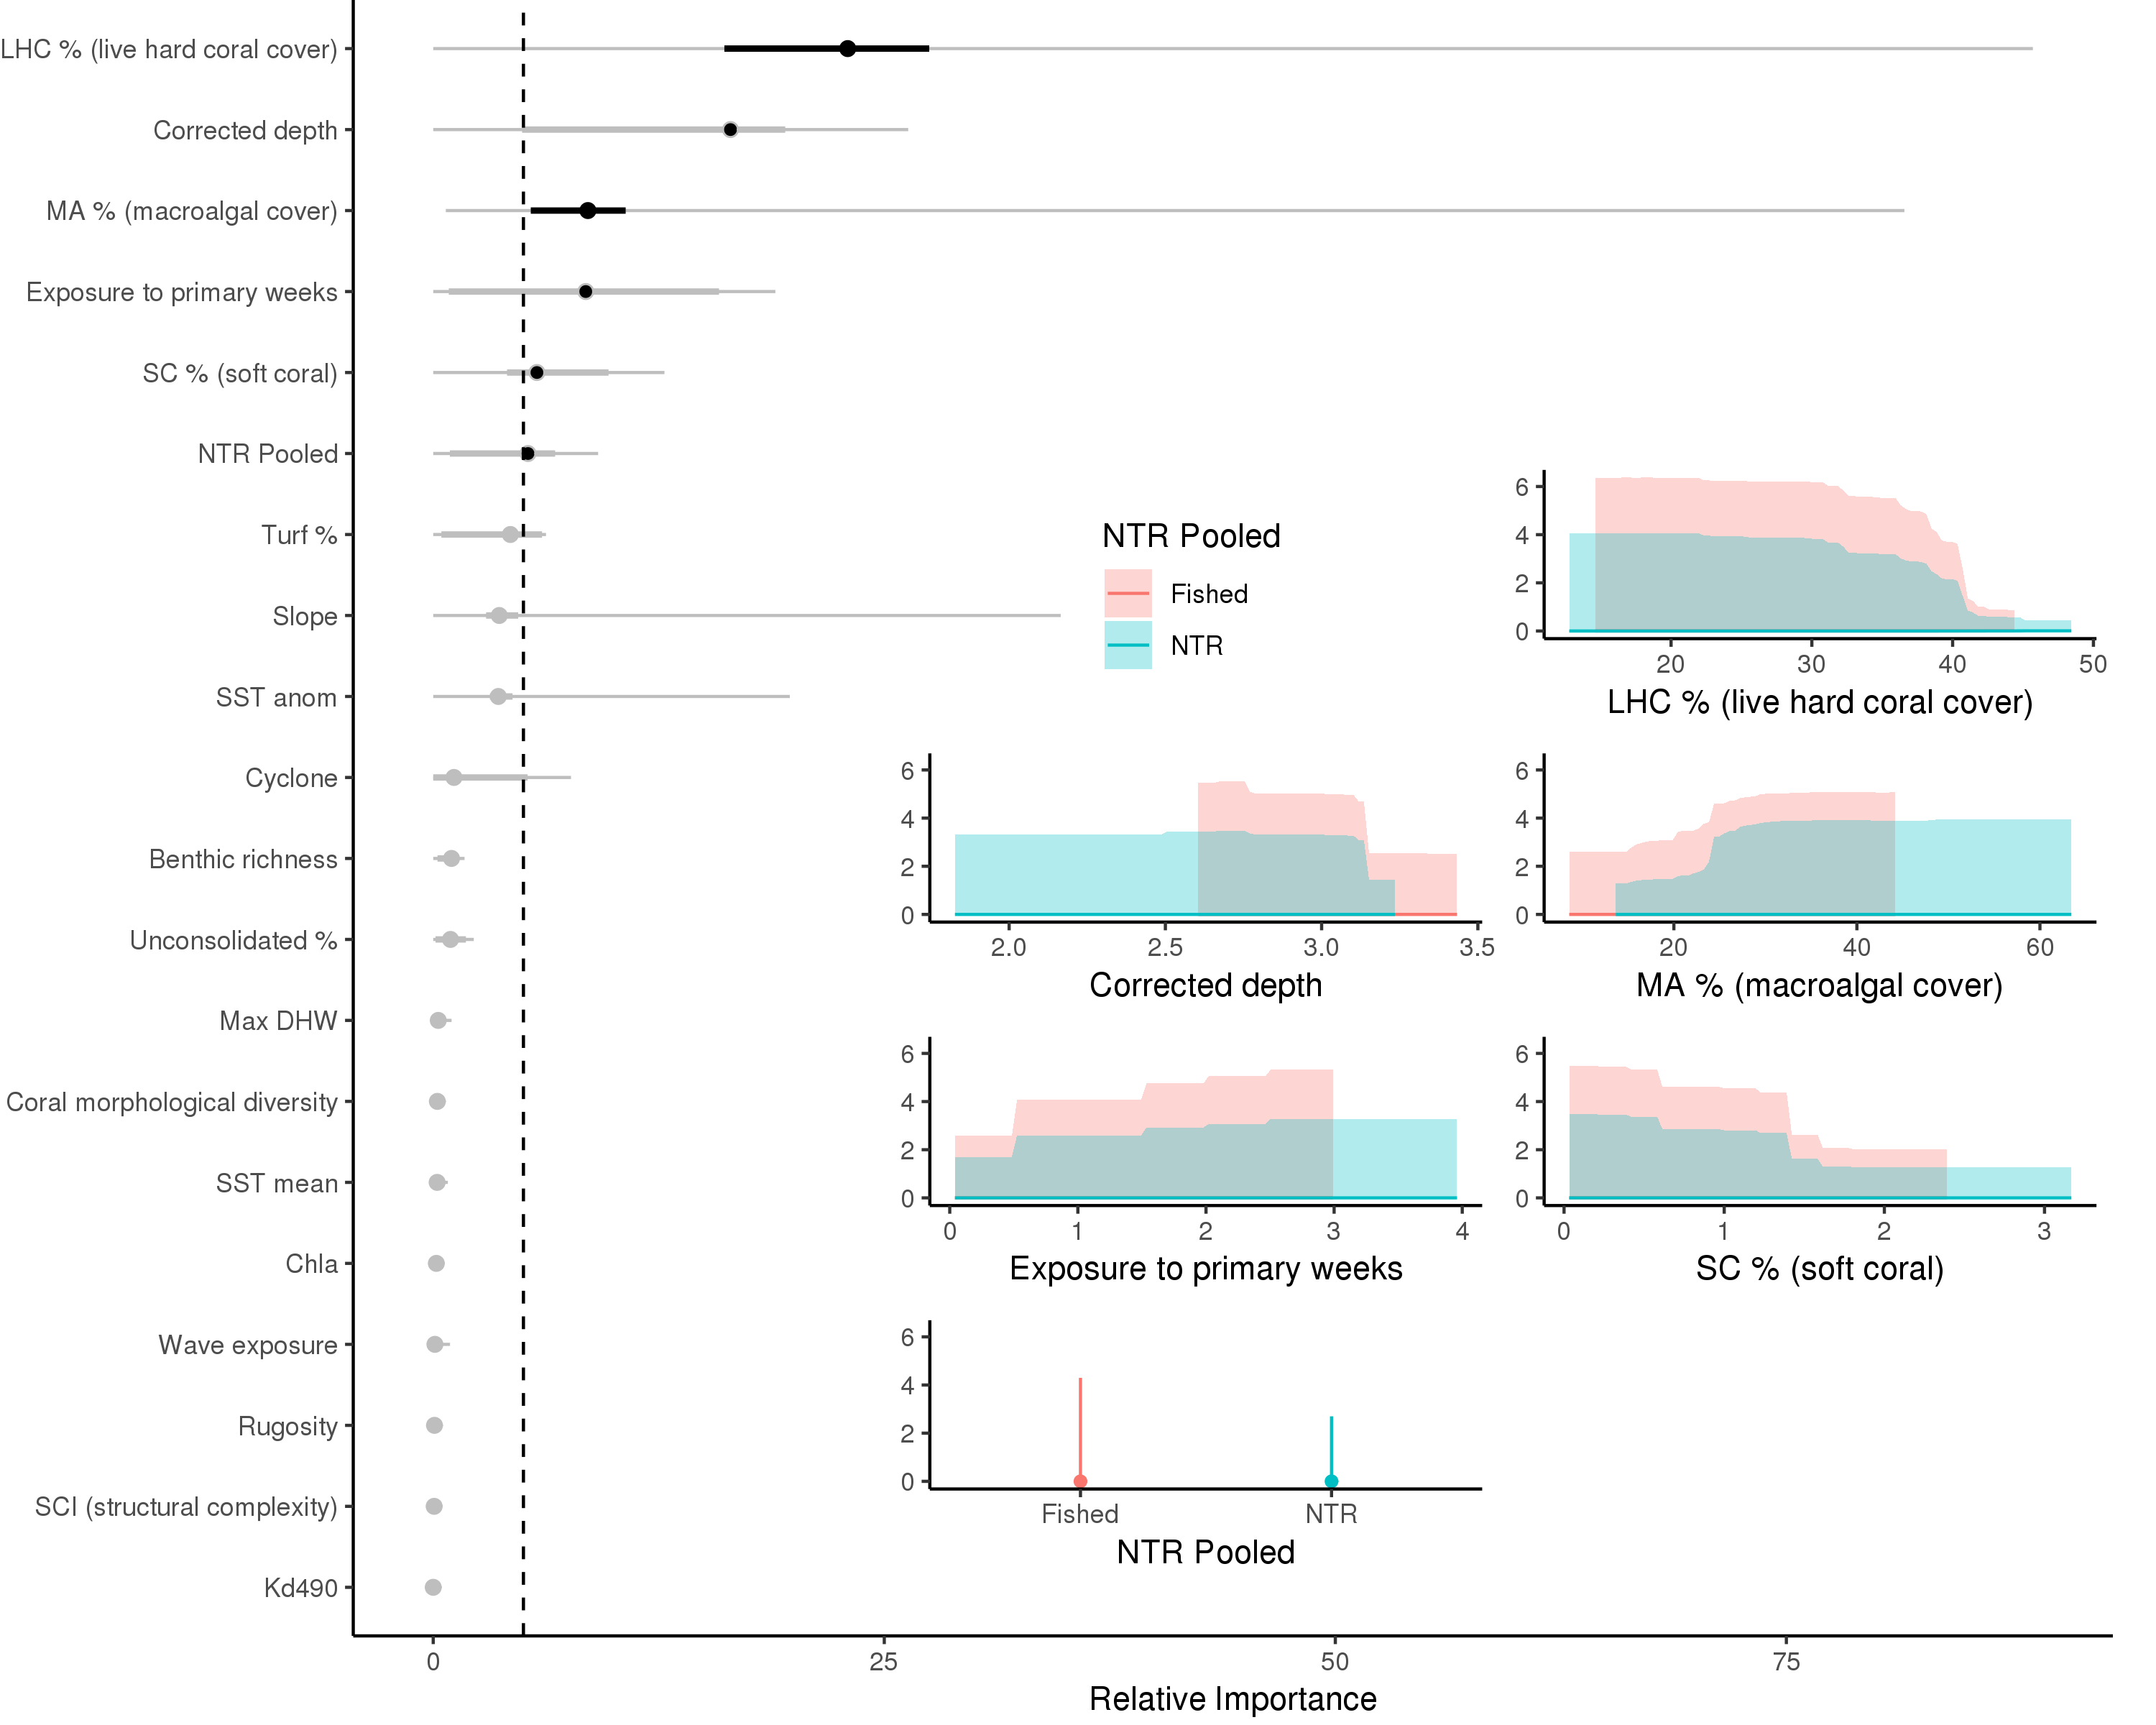 LHC % (live hard coral cover)
Corrected depth
MA % (macroalgal cover)
Exposure to primary weeks
SC % (soft coral)
NTR Pooled
Turf %
Slope
SST anom
Cyclone
Benthic richness
Unconsolidated %
Max DHW
Coral morphological diversity
SST mean
Chla
Wave exposure
Rugosity
SCI (structural complexity)
Kd490
0 25 50 75
Relative Importance
NTR Pooled
Fished
NTR
6
4
2
0
20 30 40 50
LHC % (live hard coral cover)
6
4
2
0
2.0 2.5 3.0 3.5
Corrected depth
6
4
2
0
20 40 60
MA % (macroalgal cover)
6
4
2
0
0 1 2 3 4
Exposure to primary weeks
6
4
2
0
0 1 2 3
SC % (soft coral)
6
4
2
0
Fished NTR
NTR Pooled